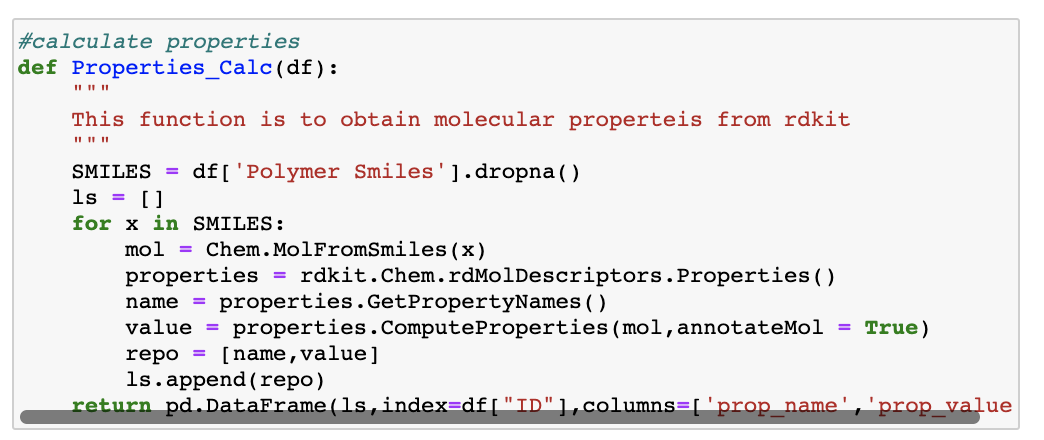 #calculate properties
def Properties_Calc(df):
    """
    This function is to obtain molecular properteis from rdkit
    """
    SMILES = df['Polymer Smiles'].dropna()
    ls = []
    for x in SMILES:
        mol = Chem.MolFromSmiles(x)
        properties = rdkit.Chem.rdMolDescriptors.Properties()
        name = properties.GetPropertyNames()
        value = properties.ComputeProperties(mol,annotateMol = True)
        repo = [name,value]
        ls.append(repo)
    return pd.DataFrame(ls,index=df["ID"],columns=['prop_name','prop_value